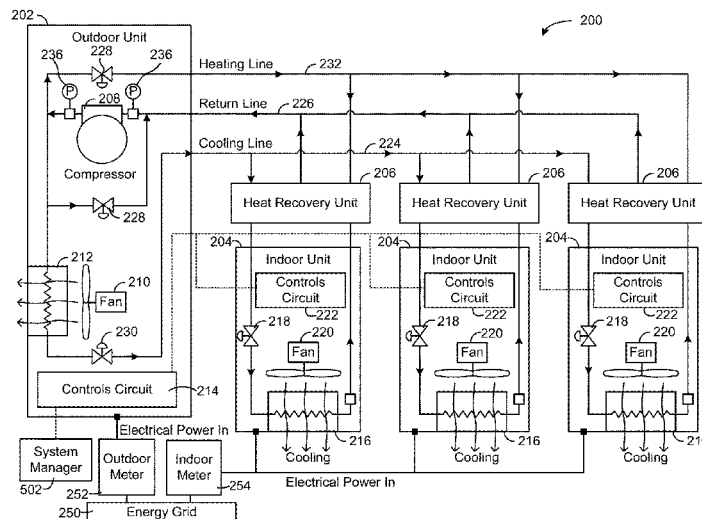 202
Outdoor Unit
200
228
Heating Line
232
236
236
P
P
208
Return Line
226
Compressor
Cooling Line
224
228
206
206
206
Heat Recovery Unit
Heat Recovery Unit
Heat Recovery Unit
212
210
Fan
230
204
Indoor Unit
204
Indoor Unit
204
Indoor Unit
Controls
Circuit
222
Controls
Circuit
222
Controls
Circuit
222
218
220
Fan
218
220
Fan
218
220
Fan
Controls Circuit
214
216
216
Cooling
Cooling
Cooling
Electrical Power In
System
Manager
502
Outdoor
Meter
252
Indoor
Meter
254
Electrical Power In
250
Energy Grid